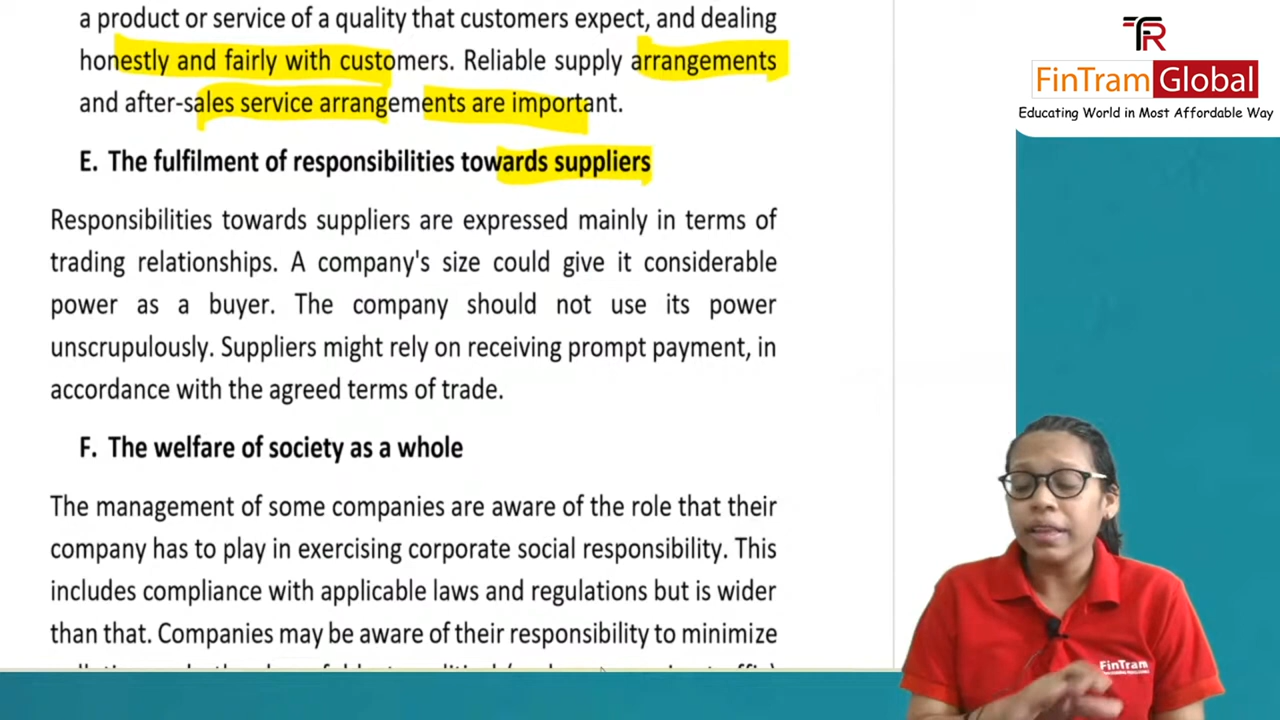 a product or service of a quality that customers expect, and dealing
honestly and fairly with customers. Reliable supply arrangements
and after-sales service arrangements are important.
E. The fulfilment of responsibilities towards suppliers
Responsibilities towards suppliers are expressed mainly in terms of
trading relationships. A company's size could give it considerable
power as a buyer. The company should not use its power
unscrupulously. Suppliers might rely on receiving prompt payment, in
accordance with the agreed terms of trade.
F. The welfare of society as a whole
The management of some companies are aware of the role that their
company has to play in exercising corporate social responsibility. This
includes compliance with applicable laws and regulations but is wider
than that. Companies may be aware of their responsibility to minimize
TFR
FinTram Global
Educating World in Most Affordable Way
FinTram